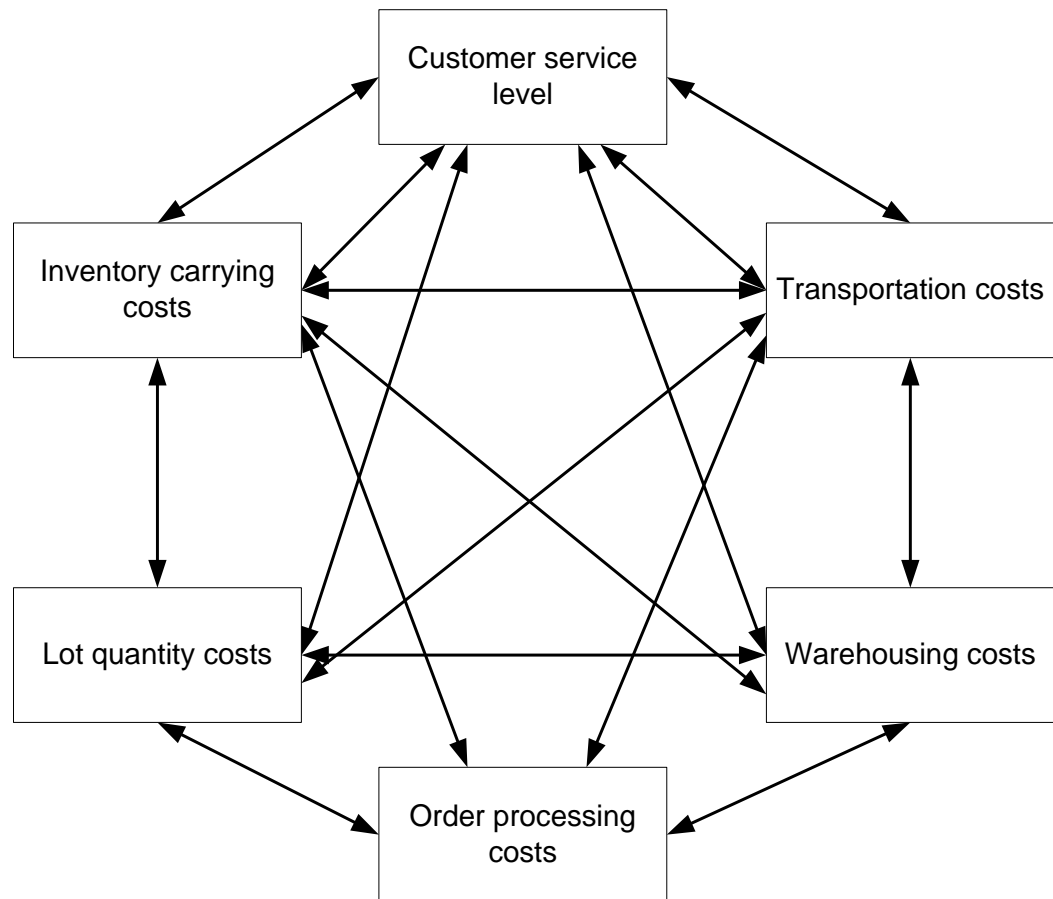 Customer service
level
Inventory carrying
costs
Transportation costs
Lot quantity costs
Warehousing costs
Order processing
costs